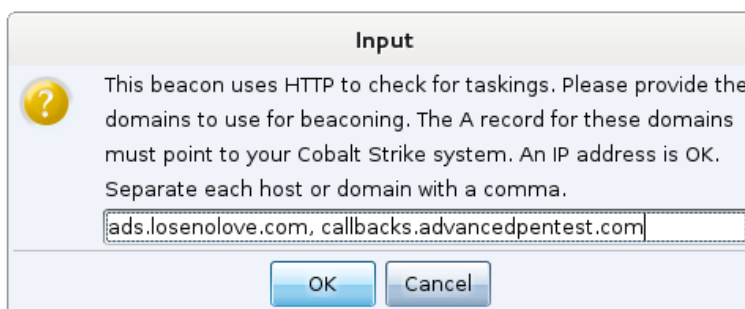 Input
This beacon uses HTTP to check for taskings. Please provide the
domains to use for beaconing. The A record for these domains
must point to your Cobalt Strike system. An IP address is OK.
Separate each host or domain with a comma.
ads.losenolove.com, callbacks.advancedpentest.com
OK Cancel